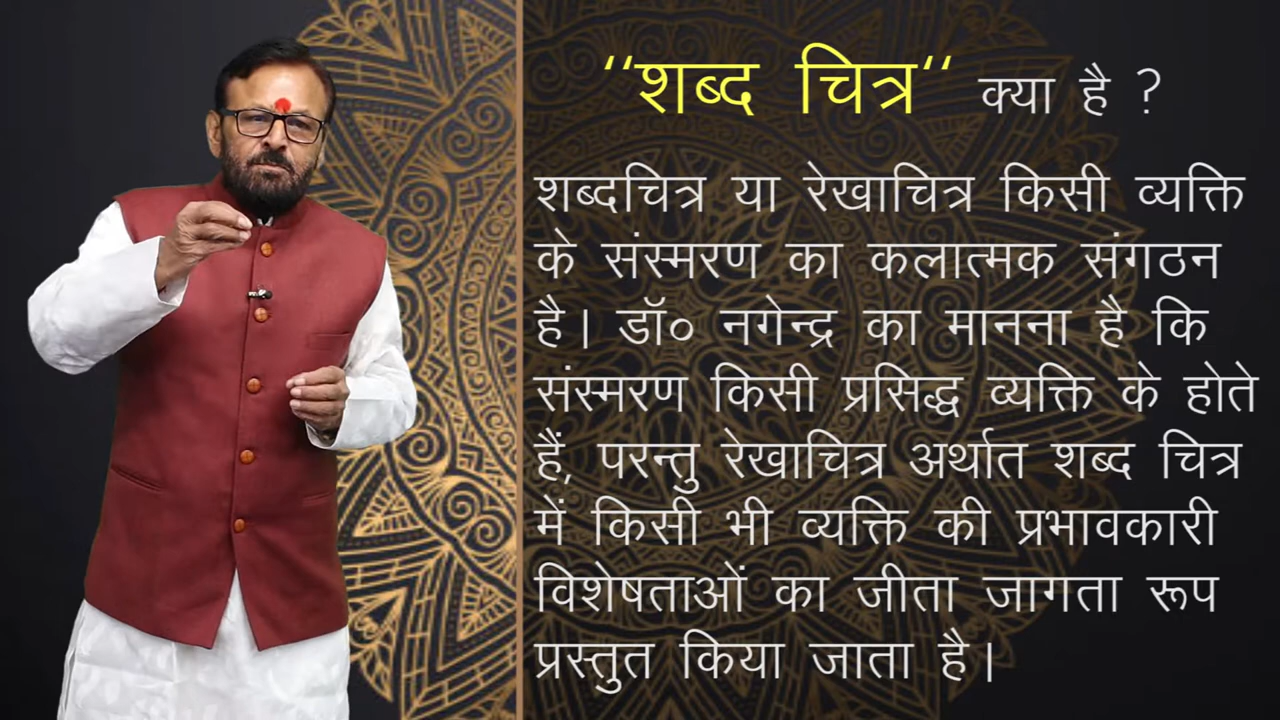 ‘‘शब्द चित्र‘‘ क्या है ?
शब्दचित्र या रेखाचित्र किसी व्यक्ति
के संस्मरण का कलात्मक संगठन
है। डॉ० नगेन्द्र का मानना है कि
संस्मरण किसी प्रसिद्ध व्यक्ति के होते
हैं, परन्तु रेखाचित्र अर्थात शब्द चित्र
में किसी भी व्यक्ति की प्रभावकारी
विशेषताओं का जीता जागता रूप
प्रस्तुत किया जाता है।